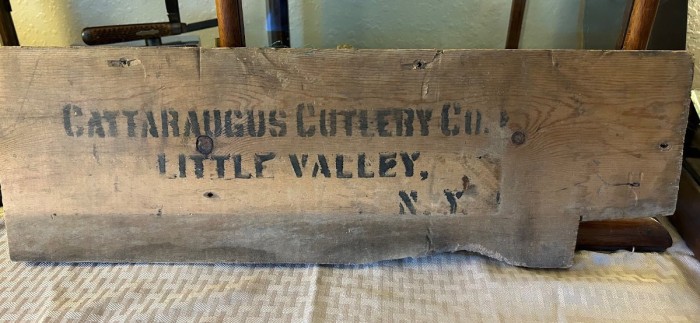 CATTARAUGUS CUTLERY CO.
LITTLE VALLEY,
N.Y.